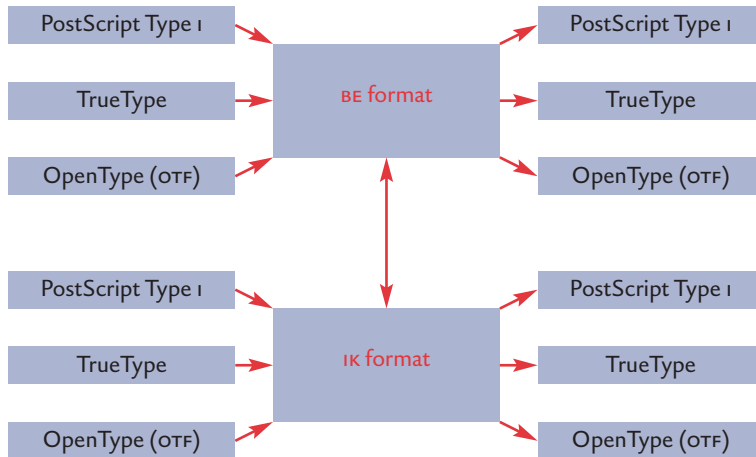 PostScript Type 1
PostScript Type 1
BE format
TrueType
TrueType
OpenType (OTF)
OpenType (OTF)
PostScript Type 1
PostScript Type 1
IK format
TrueType
TrueType
OpenType (OTF)
OpenType (OTF)